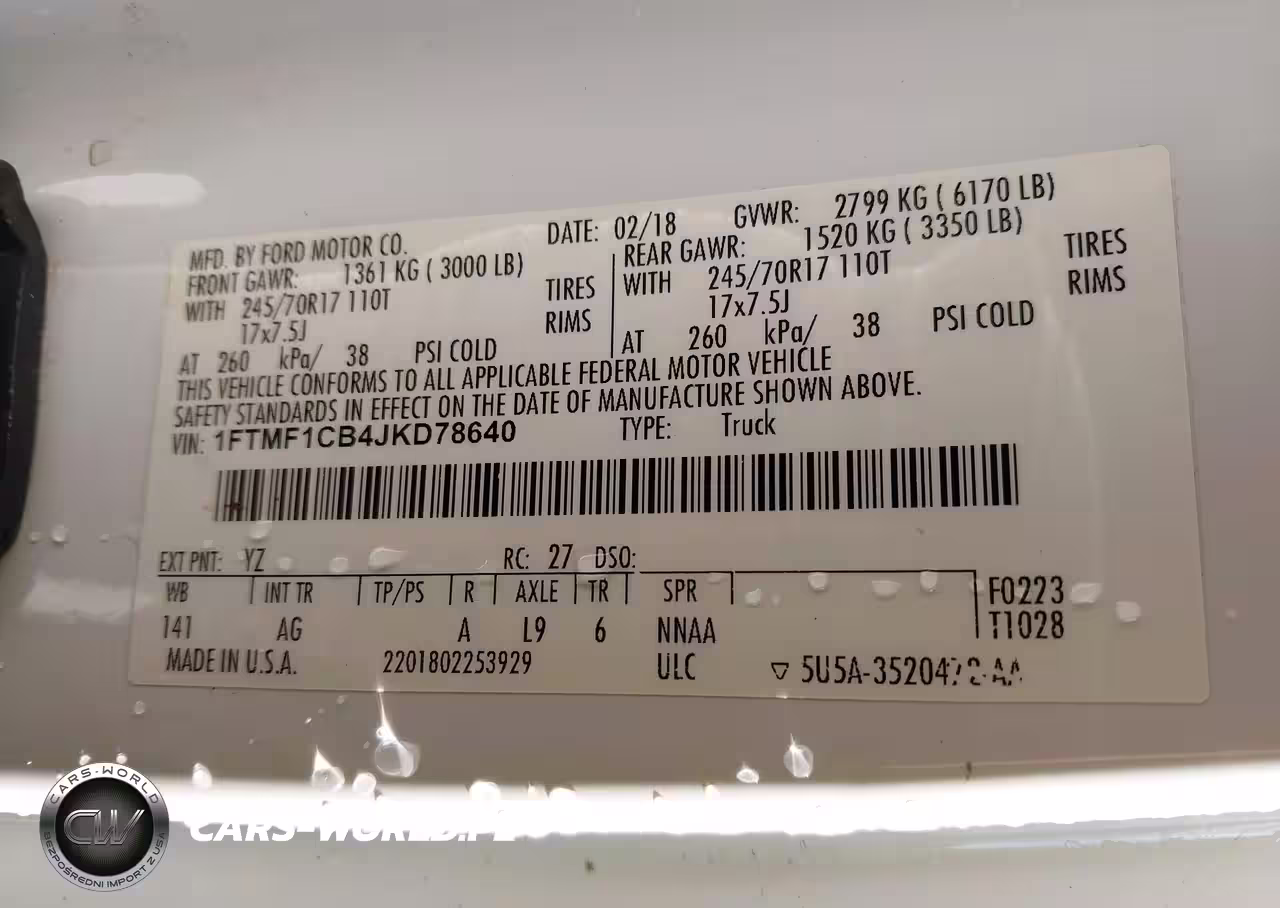 MFD. BY FORD MOTOR CO.
DATE: 02/18 GVWR: 2799 KG ( 6170 LB)
FRONT GAWR: 1361 KG ( 3000 LB) REAR GAWR: 1520 KG ( 3350 LB)
WITH 245/70R17 110T TIRES WITH 245/70R17 110T TIRES
17x7.5J RIMS 17x7.5J RIMS
AT 260 kPa/ 38 PSI COLD AT 260 kPa/ 38 PSI COLD
THIS VEHICLE CONFORMS TO ALL APPLICABLE FEDERAL MOTOR VEHICLE
SAFETY STANDARDS IN EFFECT ON THE DATE OF MANUFACTURE SHOWN ABOVE.
VIN: 1FTMF1CB4JKD78640 TYPE: Truck
EXT PNT: YZ RC: 27 DSO:
WB INT TR TP/PS R AXLE TR SPR F0223
141 AG A L9 6 NNAA T1028
MADE IN U.S.A. 2201802253929 ULC ▽
CARS-WORLD
CW
BEZPOŚREDNI IMPORT Z USA